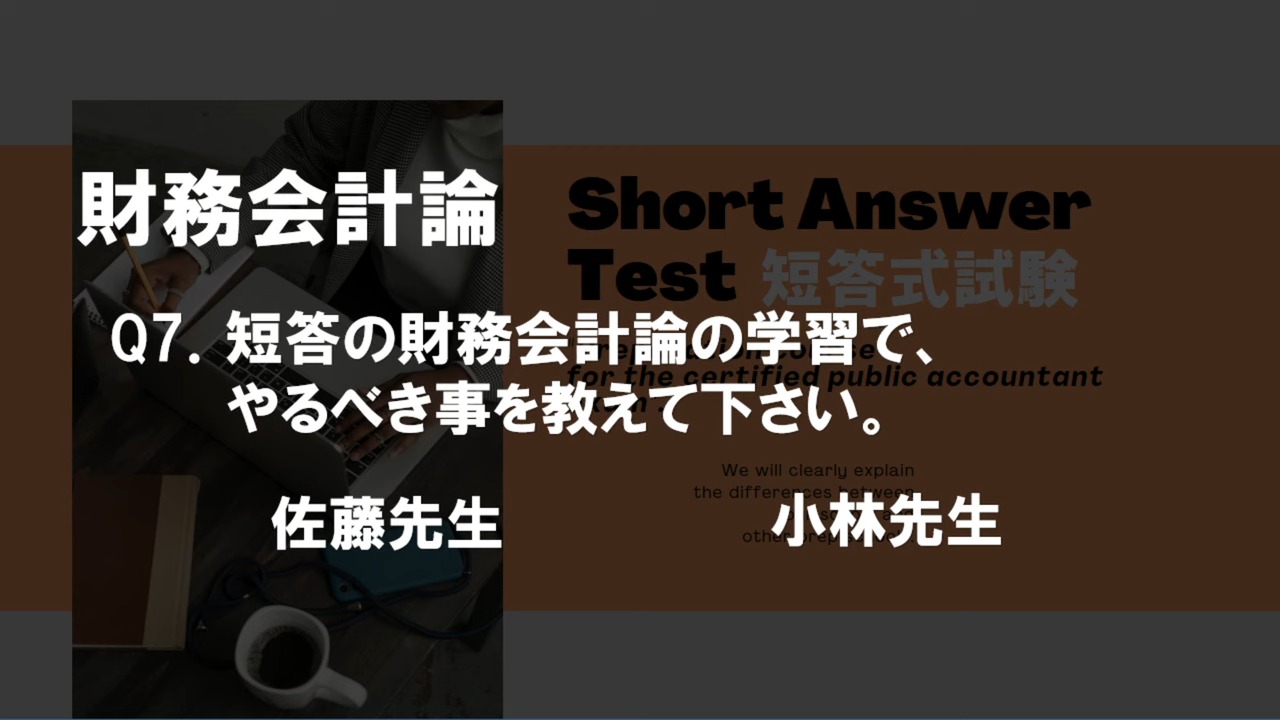 財務会計論
Short Answer
Test 短答式試験
Q7. 短答の財務会計論の学習で、
for the certified public accountant
やるべき事を教えて下さい。
We will clearly explain
the differences between
佐藤先生
小林先生